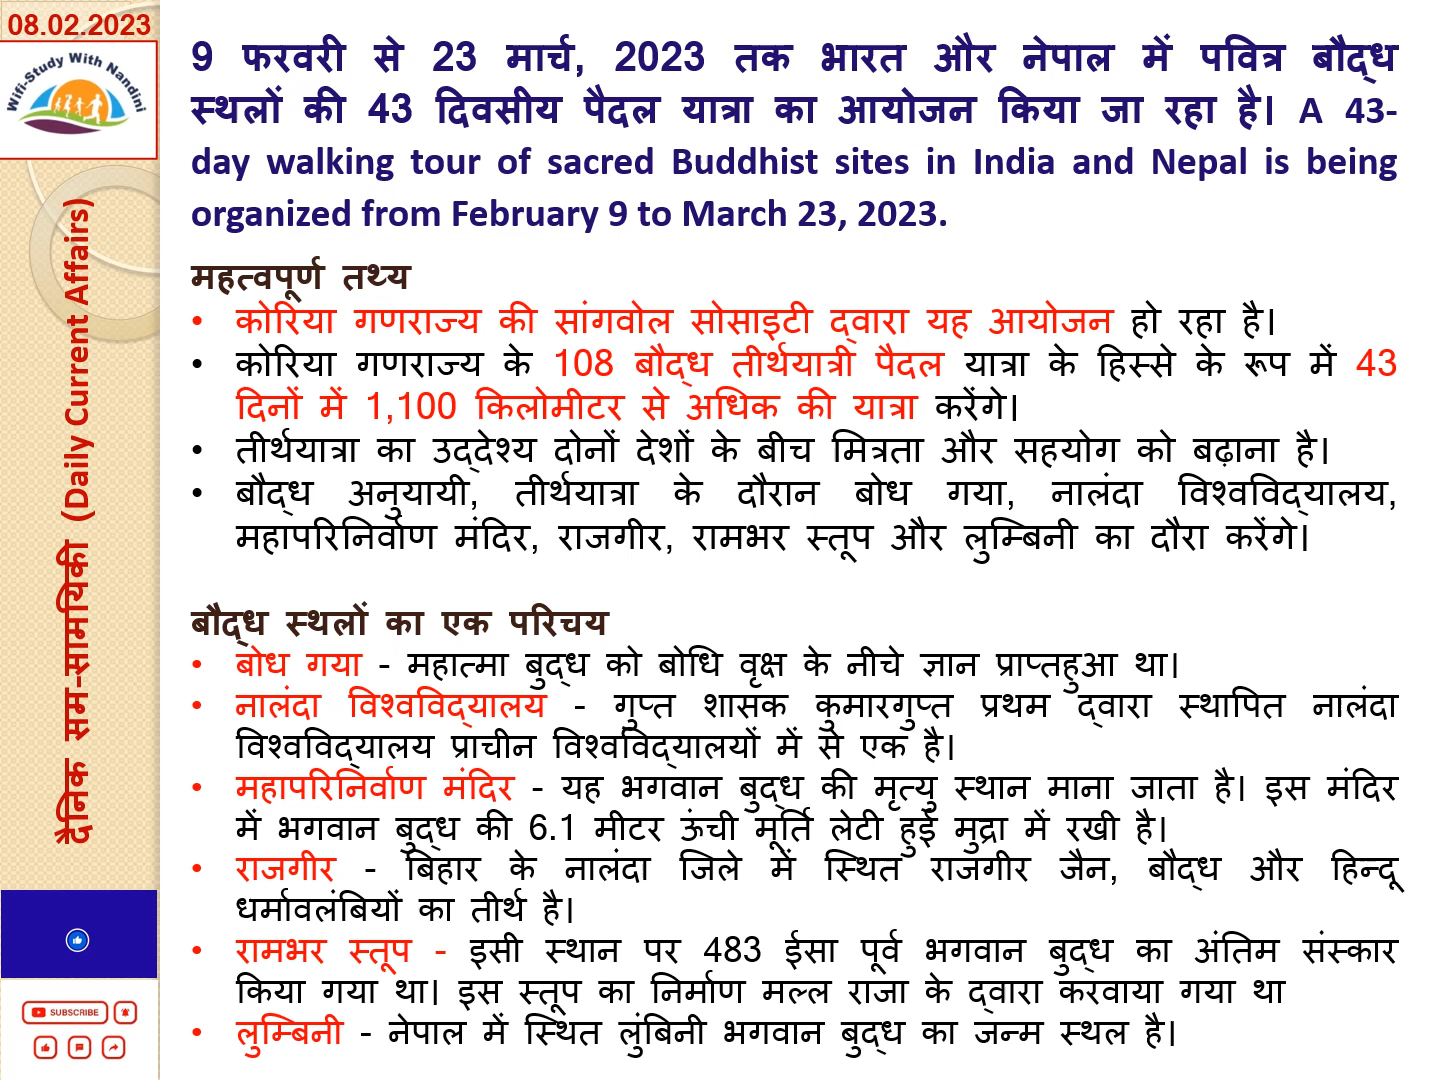 08.02.2023
Wifi-Study With Nandini
दैनिक सम-सामयिकी (Daily Current Affairs)
SUBSCRIBE
9 फरवरी से 23 मार्च, 2023 तक भारत और नेपाल में पवित्र बौद्ध
स्थलों की 43 दिवसीय पैदल यात्रा का आयोजन किया जा रहा है। A 43-
day walking tour of sacred Buddhist sites in India and Nepal is being
organized from February 9 to March 23, 2023.
महत्वपूर्ण तथ्य
• कोरिया गणराज्य की सांगवोल सोसाइटी द्वारा यह आयोजन हो रहा है।
• कोरिया गणराज्य के 108 बौद्ध तीर्थयात्री पैदल यात्रा के हिस्से के रूप में 43
दिनों में 1,100 किलोमीटर से अधिक की यात्रा करेंगे।
• तीर्थयात्रा का उद्देश्य दोनों देशों के बीच मित्रता और सहयोग को बढ़ाना है।
• बौद्ध अनुयायी, तीर्थयात्रा के दौरान बोध गया, नालंदा विश्वविद्यालय,
महापरिनिर्वाण मंदिर, राजगीर, रामभर स्तूप और लुम्बिनी का दौरा करेंगे।
बौद्ध स्थलों का एक परिचय
• बोध गया - महात्मा बुद्ध को बोधि वृक्ष के नीचे ज्ञान प्राप्तहुआ था।
• नालंदा विश्वविद्यालय - गुप्त शासक कुमारगुप्त प्रथम द्वारा स्थापित नालंदा
विश्वविद्यालय प्राचीन विश्वविद्यालयों में से एक है।
• महापरिनिर्वाण मंदिर - यह भगवान बुद्ध की मृत्यु स्थान माना जाता है। इस मंदिर
में भगवान बुद्ध की 6.1 मीटर ऊंची मूर्ति लेटी हुई मुद्रा में रखी है।
• राजगीर - बिहार के नालंदा जिले में स्थित राजगीर जैन, बौद्ध और हिन्दू
धर्मावलंबियों का तीर्थ है।
• रामभर स्तूप - इसी स्थान पर 483 ईसा पूर्व भगवान बुद्ध का अंतिम संस्कार
किया गया था। इस स्तूप का निर्माण मल्ल राजा के द्वारा करवाया गया था
• लुम्बिनी - नेपाल में स्थित लुंबिनी भगवान बुद्ध का जन्म स्थल है।